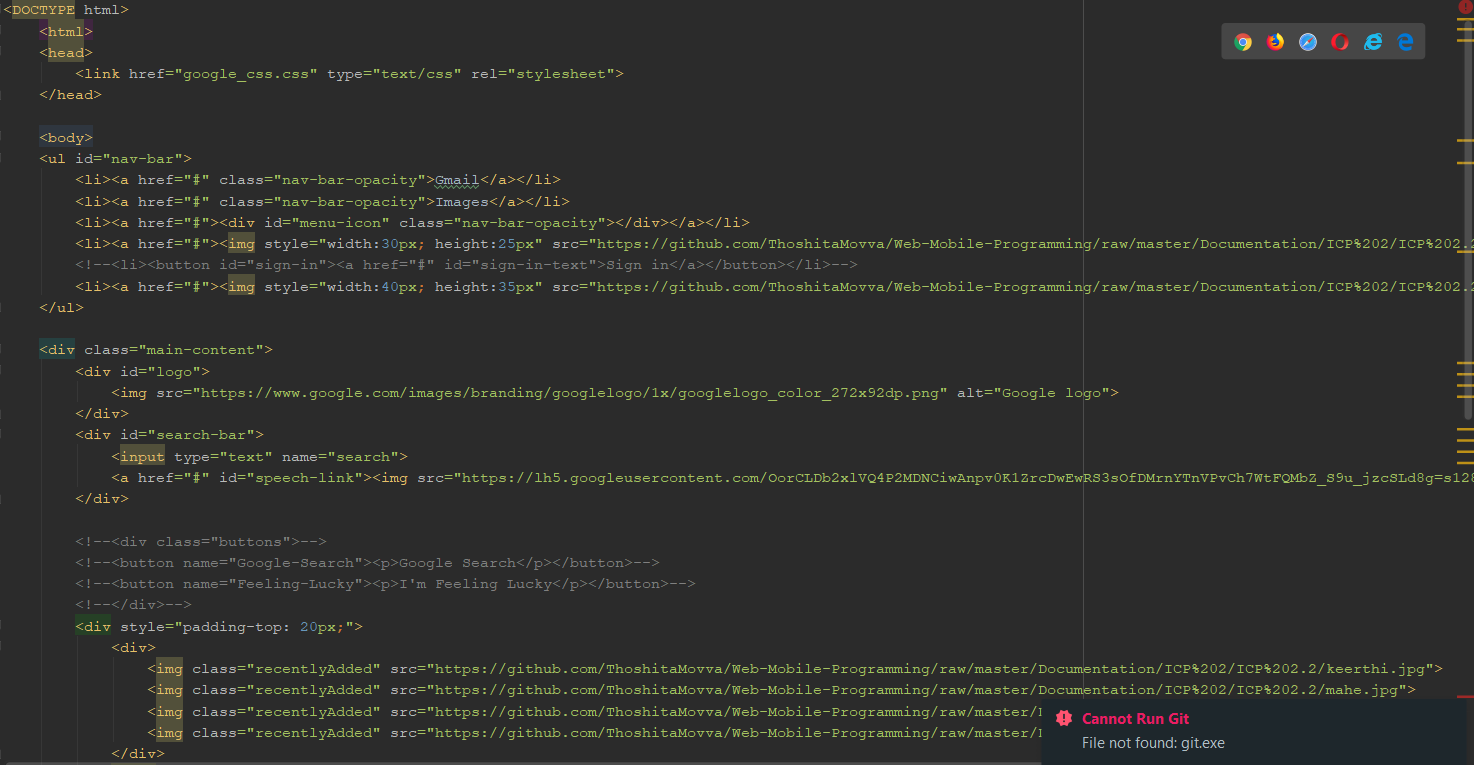 <DOCTYPE html>
<html>
<head>
<link href="google_css.css" type="text/css" rel="stylesheet">
</head>
<body>
<ul id="nav-bar">
<li><a href="#" class="nav-bar-opacity">Gmail</a></li>
<li><a href="#" class="nav-bar-opacity">Images</a></li>
<li><a href="#"><div id="menu-icon" class="nav-bar-opacity"></div></a></li>
<li><a href="#"><img style="width:30px; height:25px" src="https://github.com/ThoshitaMovva/Web-Mobile-Programming/raw/master/Documentation/ICP%202/ICP%202.2
<!--<li><button id="sign-in"><a href="#" id="sign-in-text">Sign in</a></button></li>-->
<li><a href="#"><img style="width:40px; height:35px" src="https://github.com/ThoshitaMovva/Web-Mobile-Programming/raw/master/Documentation/ICP%202/ICP%202.2
</ul>
<div class="main-content">
<div id="logo">
<img src="https://www.google.com/images/branding/googlelogo/1x/googlelogo_color_272x92dp.png" alt="Google logo">
</div>
<div id="search-bar">
<input type="text" name="search">
<a href="#" id="speech-link"><img src="https://lh5.googleusercontent.com/OorCLDb2xlVQ4P2MDNCiwAnpv0K1ZrcDwEwRS3sOfDMrnYTnVPvCh7WtFQMbZ_S9u_jzcSLd8g=s128
</div>
<!--<div class="buttons">-->
<!--<button name="Google-Search"><p>Google Search</p></button>-->
<!--<button name="Feeling-Lucky"><p>I'm Feeling Lucky</p></button>-->
<!--</div>-->
<div style="padding-top: 20px;">
<div>
<img class="recentlyAdded" src="https://github.com/ThoshitaMovva/Web-Mobile-Programming/raw/master/Documentation/ICP%202/ICP%202.2/keerthi.jpg">
<img class="recentlyAdded" src="https://github.com/ThoshitaMovva/Web-Mobile-Programming/raw/master/Documentation/ICP%202/ICP%202.2/mahe.jpg">
<img class="recentlyAdded" src="https://github.com/ThoshitaMovva/Web-Mobile-Programming/raw/master/
<img class="recentlyAdded" src="https://github.com/ThoshitaMovva/Web-Mobile-Programming/raw/master/
</div>
Cannot Run Git
File not found: git.exe